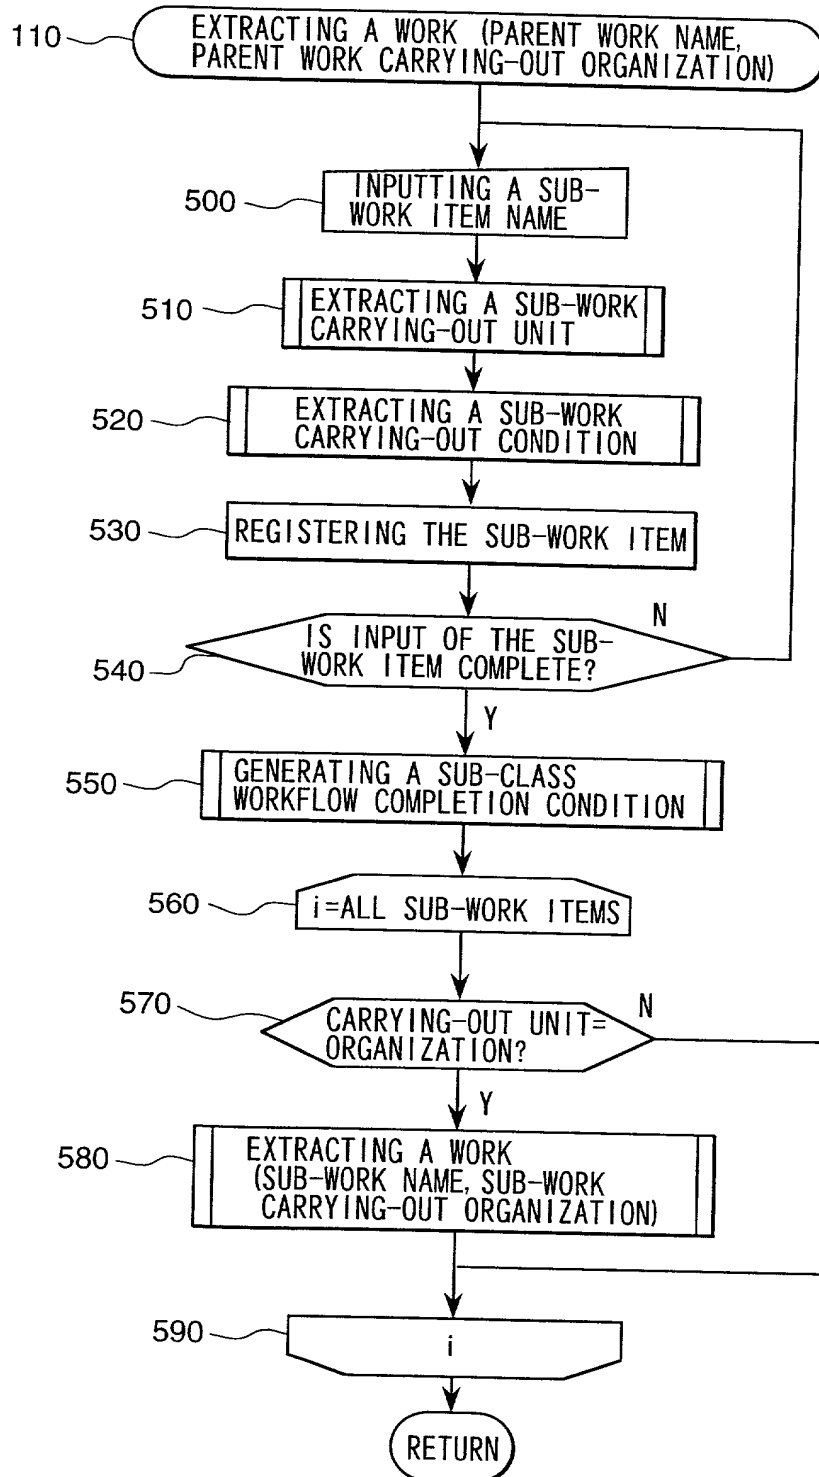 110
EXTRACTING A WORK (PARENT WORK NAME,
PARENT WORK CARRYING-OUT ORGANIZATION)
500
INPUTTING A SUB-
WORK ITEM NAME
510
EXTRACTING A SUB-WORK
CARRYING-OUT UNIT
520
EXTRACTING A SUB-WORK
CARRYING-OUT CONDITION
530
REGISTERING THE SUB-WORK ITEM
540
IS INPUT OF THE SUB-
WORK ITEM COMPLETE?
N
Y
550
GENERATING A SUB-CLASS
WORKFLOW COMPLETION CONDITION
560
i=ALL SUB-WORK ITEMS
570
CARRYING-OUT UNIT=
ORGANIZATION?
N
Y
580
EXTRACTING A WORK
(SUB-WORK NAME, SUB-WORK
CARRYING-OUT ORGANIZATION)
590
i
RETURN